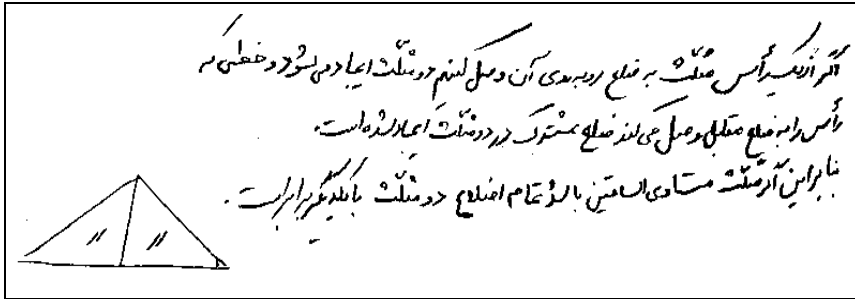 اگر از یک رأس مثلث به ضلع روبه‌روی آن وصل کنیم دو مثلث ایجاد می‌شود و خطی که
رأس را به ضلع مقابل وصل می‌کند ضلع مشترک در دو مثلث ایجاد شده است.
بنابراین اگر مثلث متساوی الساقین باشد تمام اضلاع دو مثلث با یکدیگر برابر است.